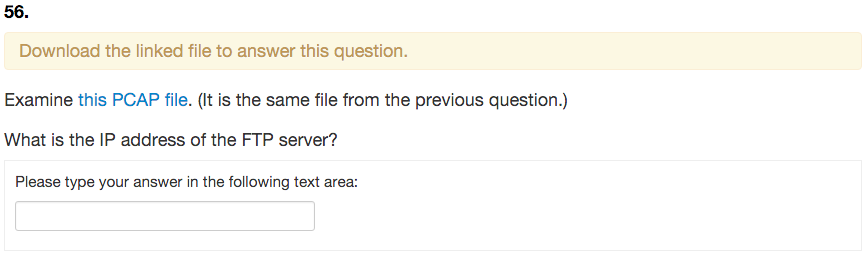 56.
Download the linked file to answer this question.
Examine this PCAP file. (It is the same file from the previous question.)
What is the IP address of the FTP server?
Please type your answer in the following text area: